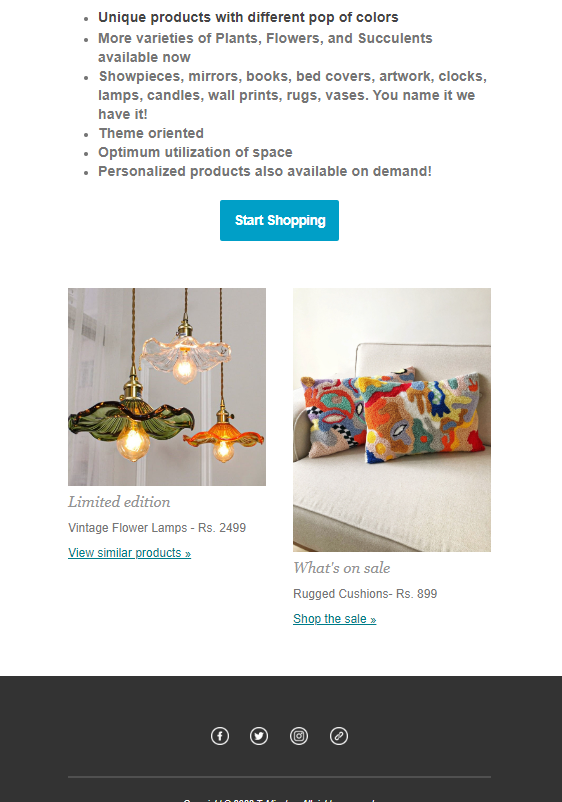 Unique products with different pop of colors
More varieties of Plants, Flowers, and Succulents
available now
Showpieces, mirrors, books, bed covers, artwork, clocks,
lamps, candles, wall prints, rugs, vases. You name it we
have it!
Theme oriented
Optimum utilization of space
Personalized products also available on demand!
Start Shopping
Limited edition
Vintage Flower Lamps - Rs. 2499
View similar products »
What's on sale
Rugged Cushions- Rs. 899
Shop the sale »